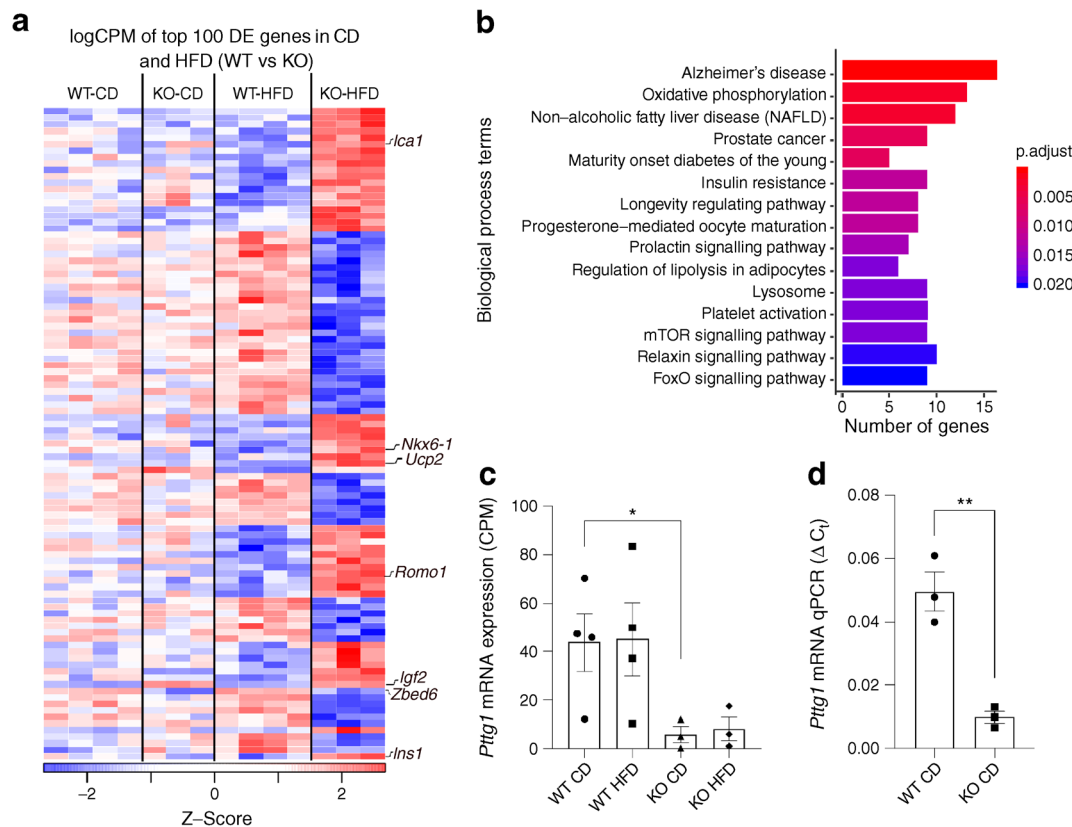 a
logCPM of top 100 DE genes in CD
and HFD (WT vs KO)
WT-CD
KO-CD
WT-HFD
KO-HFD
Ica1
Nkx6-1
Ucp2
Romo1
Igf2
Zbed6
Ins1
−2
0
2
Z−Score
b
Biological process terms
Alzheimer's disease
Oxidative phosphorylation
Non−alcoholic fatty liver disease (NAFLD)
Prostate cancer
Maturity onset diabetes of the young
Insulin resistance
Longevity regulating pathway
Progesterone−mediated oocyte maturation
Prolactin signalling pathway
Regulation of lipolysis in adipocytes
Lysosome
Platelet activation
mTOR signalling pathway
Relaxin signalling pathway
FoxO signalling pathway
0
5
10
15
Number of genes
p.adjust
0.005
0.010
0.015
0.020
c
Pttg1 mRNA expression (CPM)
100
80
60
40
20
0
*
WT CD
WT HFD
KO CD
KO HFD
d
Pttg1 mRNA qPCR (Δ Ct)
0.08
0.06
0.04
0.02
0.00
**
WT CD
KO CD